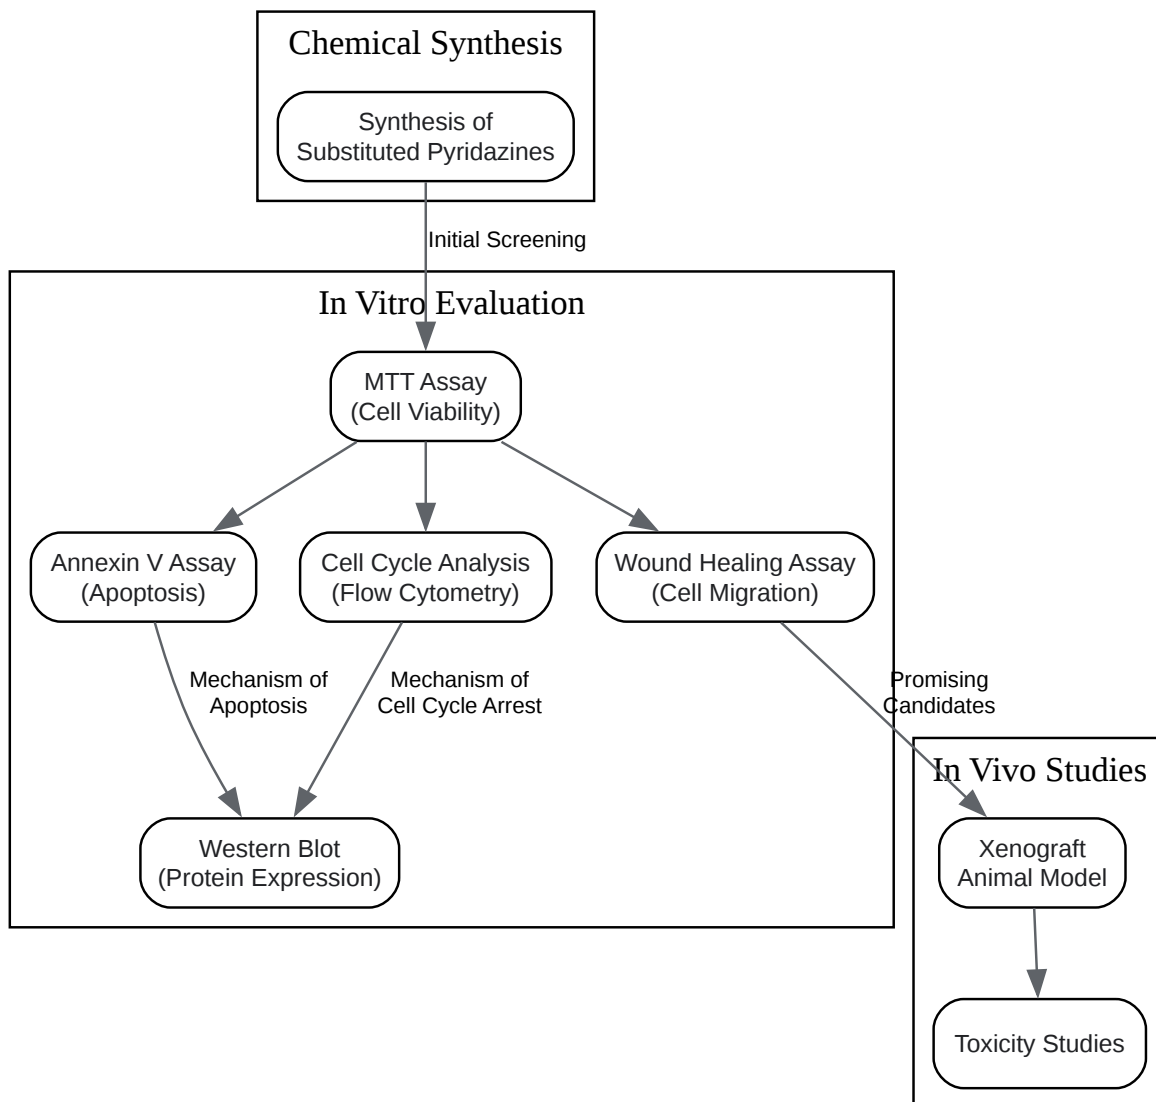 Chemical Synthesis
Synthesis of
Substituted Pyridazines
Initial Screening
In Vitro Evaluation
MTT Assay
(Cell Viability)
Annexin V Assay
(Apoptosis)
Cell Cycle Analysis
(Flow Cytometry)
Wound Healing Assay
(Cell Migration)
Mechanism of
Apoptosis
Mechanism of
Cell Cycle Arrest
Promising
Candidates
In Vivo Studies
Western Blot
(Protein Expression)
Xenograft
Animal Model
Toxicity Studies